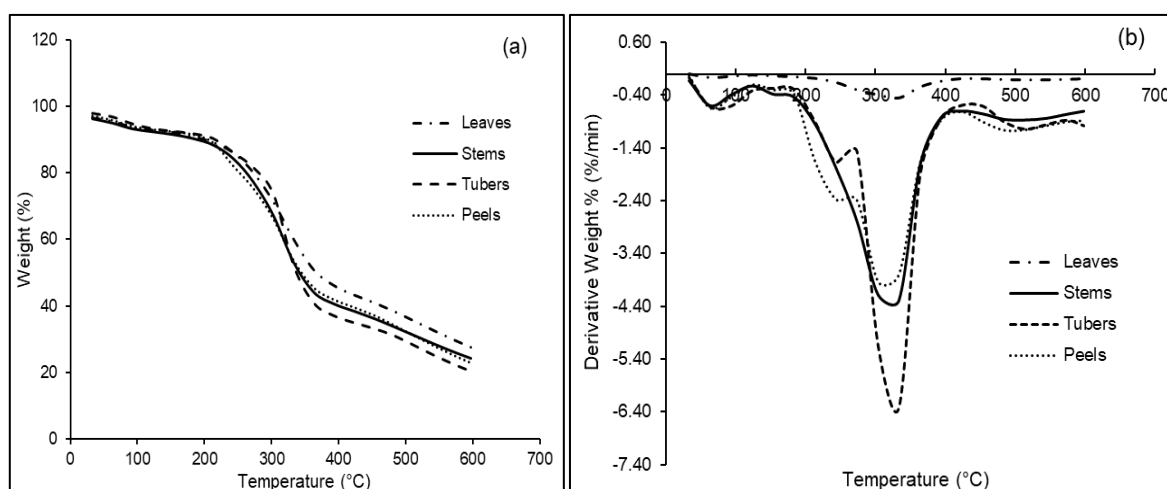 (a)
120
100
80
60
40
20
0
Weight (%)
Leaves
Stems
Tubers
Peels
0 100 200 300 400 500 600 700
Temperature (°C)
(b)
0.60
-0.40
-1.40
-2.40
-3.40
-4.40
-5.40
-6.40
-7.40
Derivative Weight % (%/min)
0 100 200 300 400 500 600 700
Leaves
Stems
Tubers
Peels
Temperature (°C)